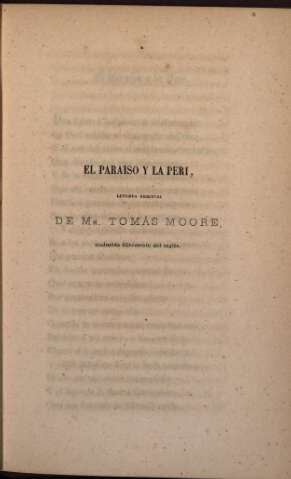 EL PARAISO Y LA PERI,
LEYENDA ORIENTAL
DE MR. TOMÁS MOORE,
traducida libremente del inglés.